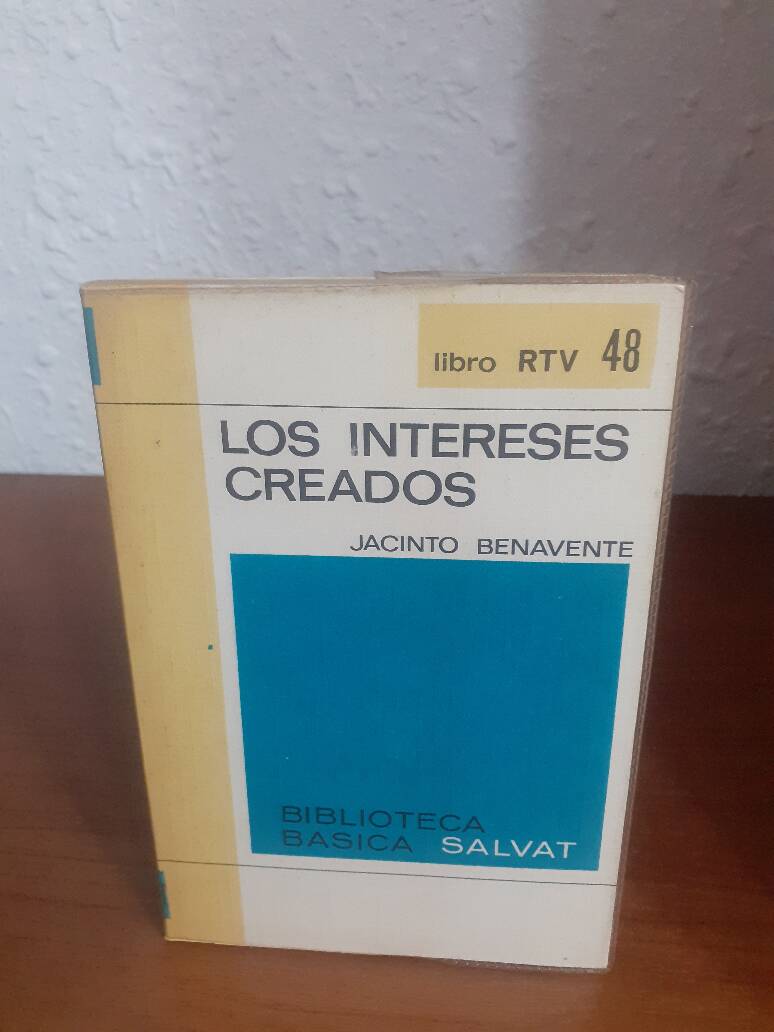 libro RTV 48
LOS INTERESES
CREADOS
JACINTO BENAVENTE
BIBLIOTECA
BASICA SALVAT